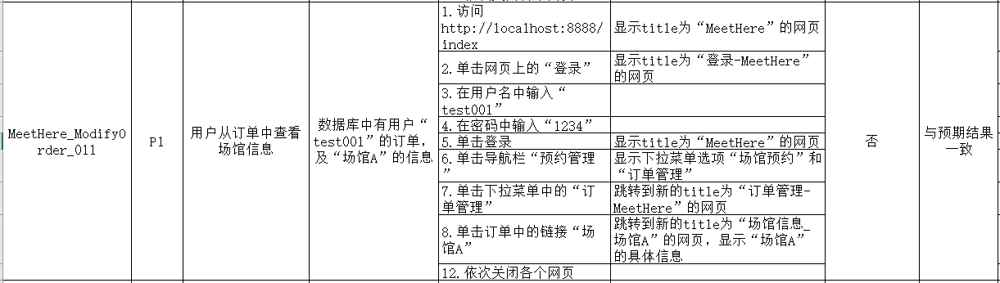 MeetHere_ModifyO
rder_011
P1
用户从订单中查看
场馆信息
数据库中有用户“
test001”的订单,
及“场馆A”的信息
1.访问
http://localhost:8888/
index
显示title为“MeetHere”的网页
2.单击网页上的“登录”
显示title为“登录-MeetHere”
的网页
3.在用户名中输入“
test001”
4.在密码中输入“1234”
5.单击登录
显示title为“MeetHere”的网页
6.单击导航栏“预约管理
”
显示下拉菜单选项“场馆预约”和
“订单管理”
7.单击下拉菜单中的“订
单管理”
跳转到新的title为“订单管理-
MeetHere”的网页
8.单击订单中的链接“场
馆A”
跳转到新的title为“场馆信息_
场馆A”的网页，显示“场馆A”
的具体信息
12.依次关闭各个网页
否
与预期结果
一致